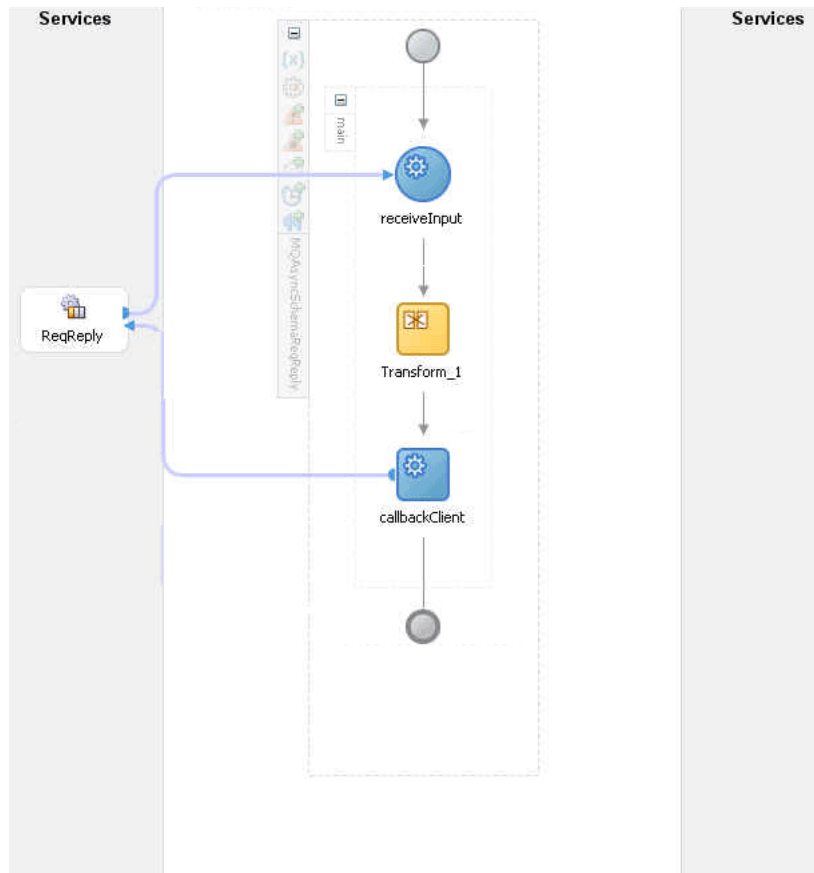 Services
Services
(x)
main
receiveInput
MQAsyncSchemaReqReply
ReqReply
Transform_1
callbackClient